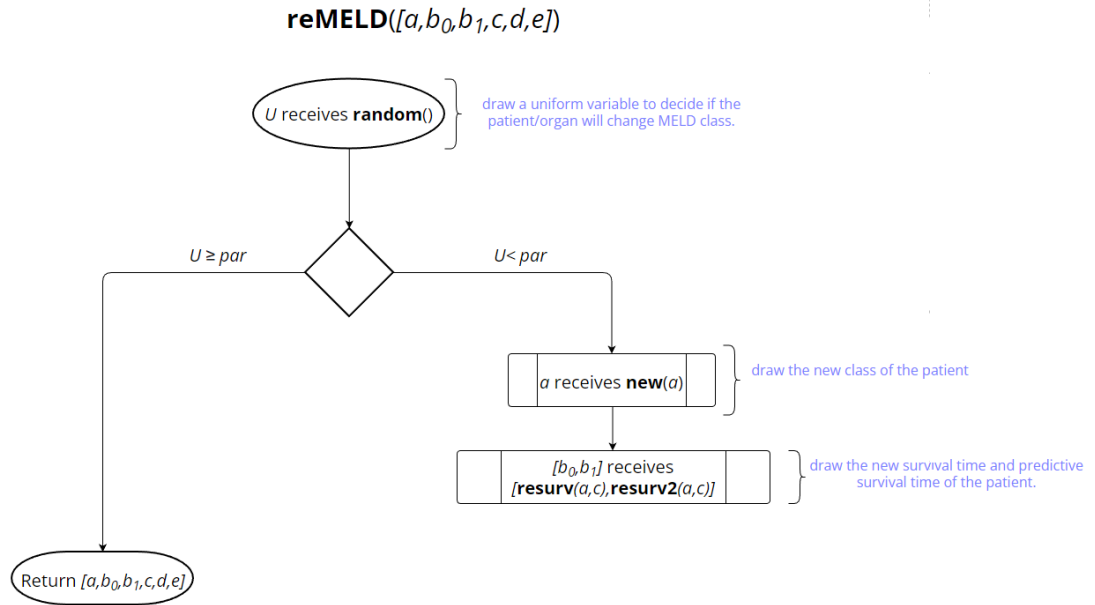 reMELD([a,b0,b1,c,d,e])
U receives random()
draw a uniform variable to decide if the
patient/organ will change MELD class.
U ≥ par
U< par
a receives new(a)
draw the new class of the patient
[b0,b1] receives
[resurv(a,c),resurv2(a,c)]
draw the new survival time and predictive
survival time of the patient.
Return [a,b0,b1,c,d,e]